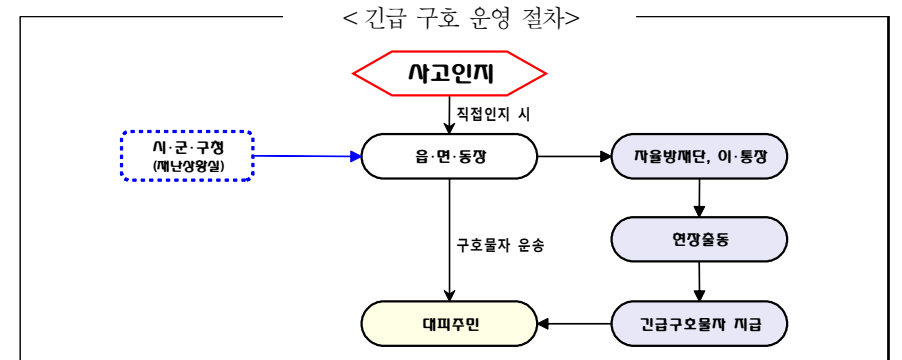 < 긴급 구호 운영 절차>
사고인지
직접인지 시
시·군·구청
(재난상황실)
읍·면·동장
자율방재단, 이·통장
현장출동
구호물자 운송
대피주민
긴급구호물자 지급